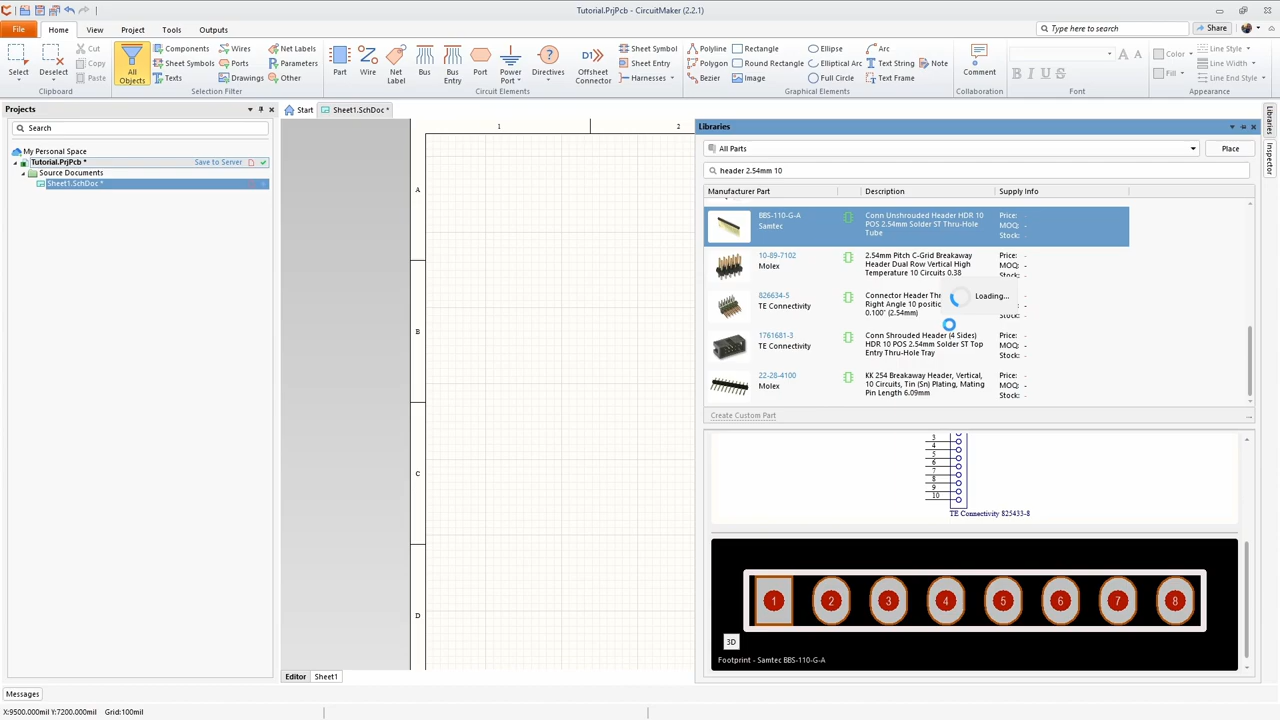 Tutorial.PrjPcb - CircuitMaker (2.2.1)
File
Home
View
Project
Tools
Outputs
Type here to search
Share
Select
Deselect
Cut
Copy
Paste
Clipboard
All Objects
Components
Sheet Symbols
Texts
Wires
Ports
Drawings
Net Labels
Parameters
Other
Selection Filter
Part
Wire
Net Label
Bus
Bus Entry
Port
Power Port
Directives
Offsheet Connector
Sheet Symbol
Sheet Entry
Harnesses
Circuit Elements
Polyline
Polygon
Bezier
Rectangle
Round Rectangle
Image
Ellipse
Elliptical Arc
Full Circle
Arc
Text String
Text Frame
Note
Graphical Elements
Comment
Collaboration
A A
B I U S
Font
Color
Fill
Line Style
Line Width
Line End Style
Appearance
Projects
Search
My Personal Space
Tutorial.PrjPcb *
Save to Server
Source Documents
Sheet1.SchDoc *
Start
Sheet1.SchDoc *
1
2
A
B
C
D
Libraries
All Parts
Place
header 2.54mm 10
Manufacturer Part
Description
Supply Info
BBS-110-G-A
Samtec
Conn Unshrouded Header HDR 10
POS 2.54mm Solder ST Thru-Hole
Tube
Price: -
MOQ: -
Stock: -
10-89-7102
Molex
2.54mm Pitch C-Grid Breakaway
Header Dual Row Vertical High
Temperature 10 Circuits 0.38
Price: -
MOQ: -
Stock: -
826634-5
TE Connectivity
Connector Header Thr
Right Angle 10 positio
0.100" (2.54mm)
Loading...
Stock: -
1761681-3
TE Connectivity
Conn Shrouded Header (4 Sides)
HDR 10 POS 2.54mm Solder ST Top
Entry Thru-Hole Tray
Price: -
MOQ: -
Stock: -
22-28-4100
Molex
KK 254 Breakaway Header, Vertical,
10 Circuits, Tin (Sn) Plating, Mating
Pin Length 6.09mm
Price: -
MOQ: -
Stock: -
Create Custom Part
3
4
5
6
7
8
9
10
TE Connectivity 825433-8
1 2 3 4 5 6 7 8
3D
Footprint - Samtec BBS-110-G-A
Libraries
Inspector
Editor
Sheet1
Messages
X:9500.000mil Y:7200.000mil Grid:100mil